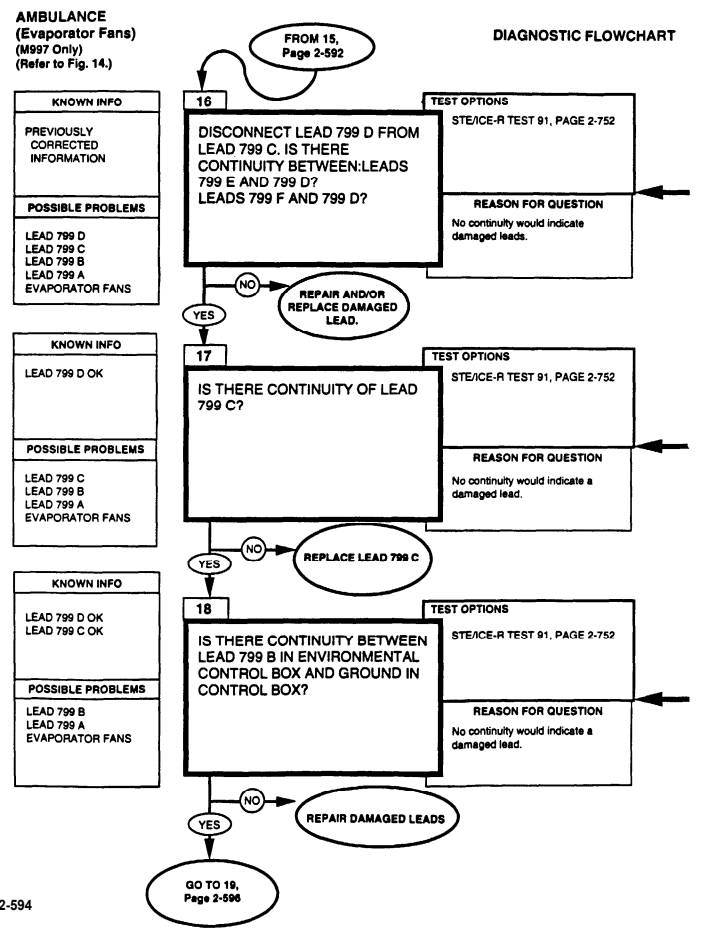 AMBULANCE
(Evaporator Fans)
(M997 Only)
(Refer to Fig. 14.)
DIAGNOSTIC FLOWCHART
FROM 15,
Page 2-592
KNOWN INFO
PREVIOUSLY
CORRECTED
INFORMATION
POSSIBLE PROBLEMS
LEAD 799 D
LEAD 799 C
LEAD 799 B
LEAD 799 A
EVAPORATOR FANS
16
DISCONNECT LEAD 799 D FROM
LEAD 799 C. IS THERE
CONTINUITY BETWEEN:LEADS
799 E AND 799 D?
LEADS 799 F AND 799 D?
TEST OPTIONS
STE/ICE-R TEST 91, PAGE 2-752
REASON FOR QUESTION
No continuity would indicate
damaged leads.
NO
REPAIR AND/OR
REPLACE DAMAGED
LEAD.
YES
KNOWN INFO
LEAD 799 D OK
POSSIBLE PROBLEMS
LEAD 799 C
LEAD 799 B
LEAD 799 A
EVAPORATOR FANS
17
IS THERE CONTINUITY OF LEAD
799 C?
TEST OPTIONS
STE/ICE-R TEST 91, PAGE 2-752
REASON FOR QUESTION
No continuity would indicate a
damaged lead.
NO
REPLACE LEAD 799 C
YES
KNOWN INFO
LEAD 799 D OK
LEAD 799 C OK
POSSIBLE PROBLEMS
LEAD 799 B
LEAD 799 A
EVAPORATOR FANS
18
IS THERE CONTINUITY BETWEEN
LEAD 799 B IN ENVIRONMENTAL
CONTROL BOX AND GROUND IN
CONTROL BOX?
TEST OPTIONS
STE/ICE-R TEST 91, PAGE 2-752
REASON FOR QUESTION
No continuity would indicate a
damaged lead.
NO
REPAIR DAMAGED LEADS
YES
GO TO 19,
Page 2-596
2-594